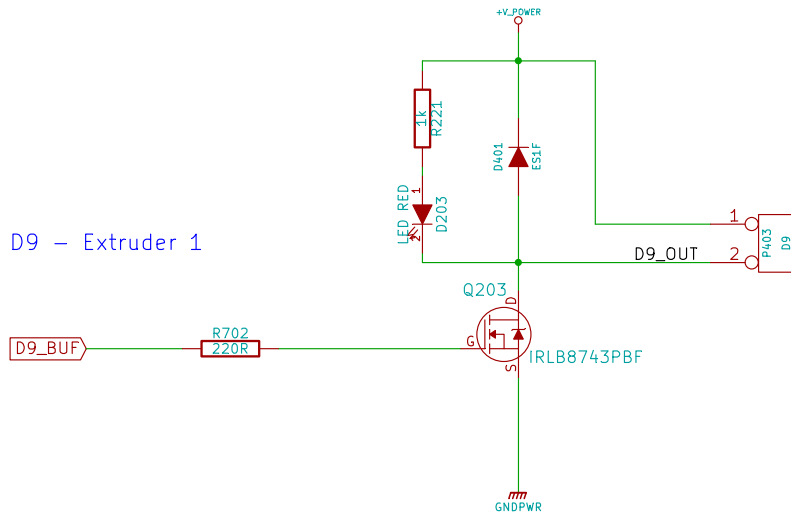 +V_POWER
1k
R221
D401
ES1F
LED RED
1
2
D203
D9 - Extruder 1
1
2
P403
D9
D9_OUT
Q203
D
G
S
IRLB8743PBF
R702
220R
D9_BUF
GNDPWR